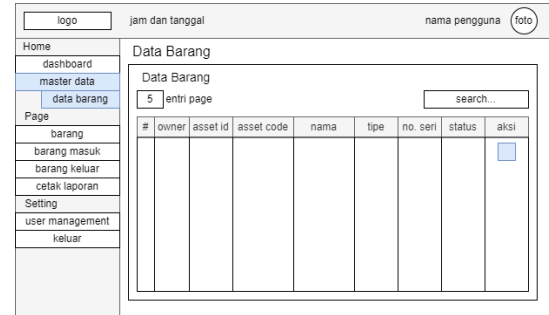 logo jam dan tanggal nama pengguna foto
Home
dashboard
master data
data barang
Page
barang
barang masuk
barang keluar
cetak laporan
Setting
user management
keluar
Data Barang
Data Barang
5 entri page search...
# owner asset id asset code nama tipe no. seri status aksi